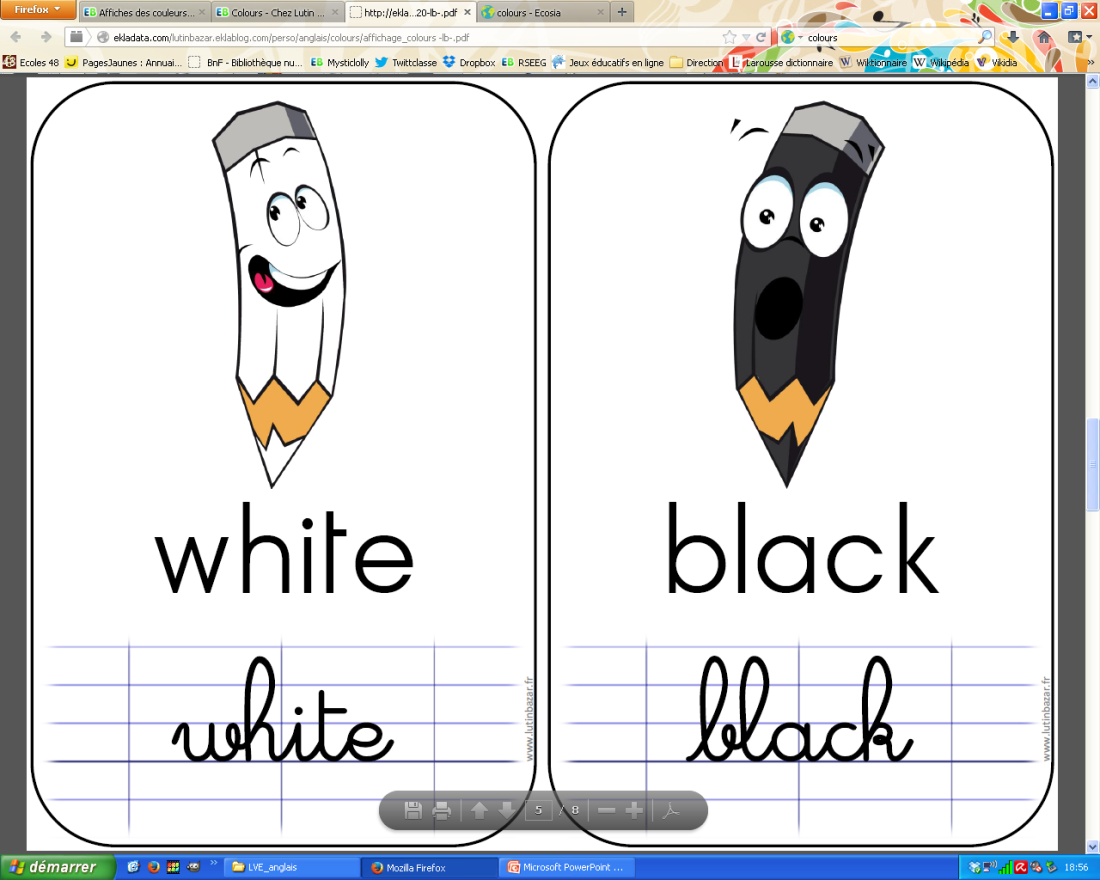 Firefox
Affiches des couleurs...
Colours - Chez Lutin ...
http://ekla...20-lb-.pdf
colours - Ecosia
ekladata.com/lutinbazar.eklablog.com/perso/anglais/colours/affichage_colours -lb-.pdf
colours
Ecoles 48
PagesJaunes : Annuai...
BnF - Bibliothèque nu...
EB Mysticlolly
Twittclasse
Dropbox
EB RSEEG
Jeux éducatifs en ligne
Direction
L Larousse dictionnaire
W Wiktionnaire
W Wikipédia
Wikidia
white
black
white
black
www.lutinbazar.fr
www.lutinbazar.fr
5 / 8
démarrer
LVE_anglais
Mozilla Firefox
Microsoft PowerPoint ...
18:56